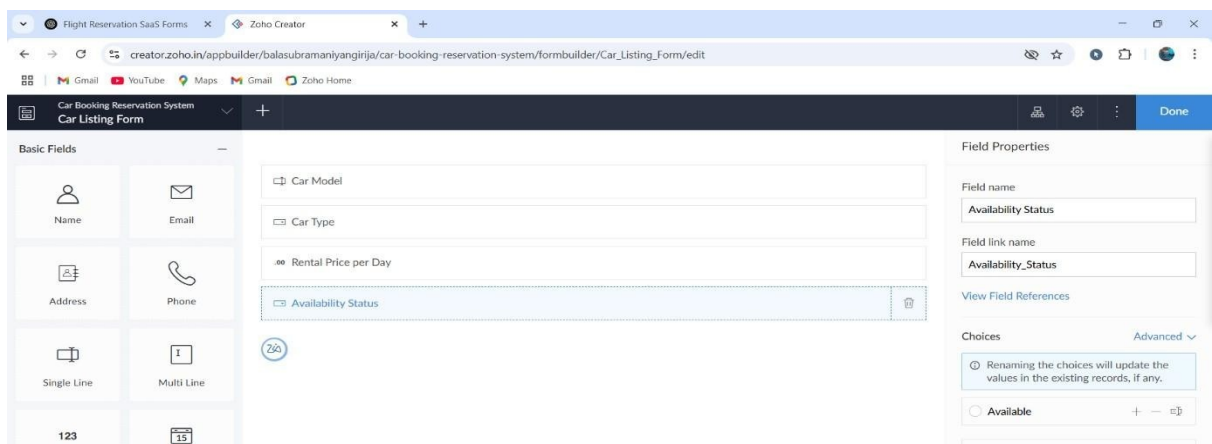 Flight Reservation SaaS Forms
Zoho Creator
creator.zoho.in/appbuilder/balasubramaniyangirija/car-booking-reservation-system/formbuilder/Car_Listing_Form/edit
Gmail YouTube Maps Gmail Zoho Home
Car Booking Reservation System
Car Listing Form
Done
Basic Fields
Name Email
Address Phone
Single Line Multi Line
123 15
Car Model
Car Type
.00 Rental Price per Day
Availability Status
Zia
Field Properties
Field name
Availability Status
Field link name
Availability_Status
View Field References
Choices Advanced
Renaming the choices will update the
values in the existing records, if any.
Available